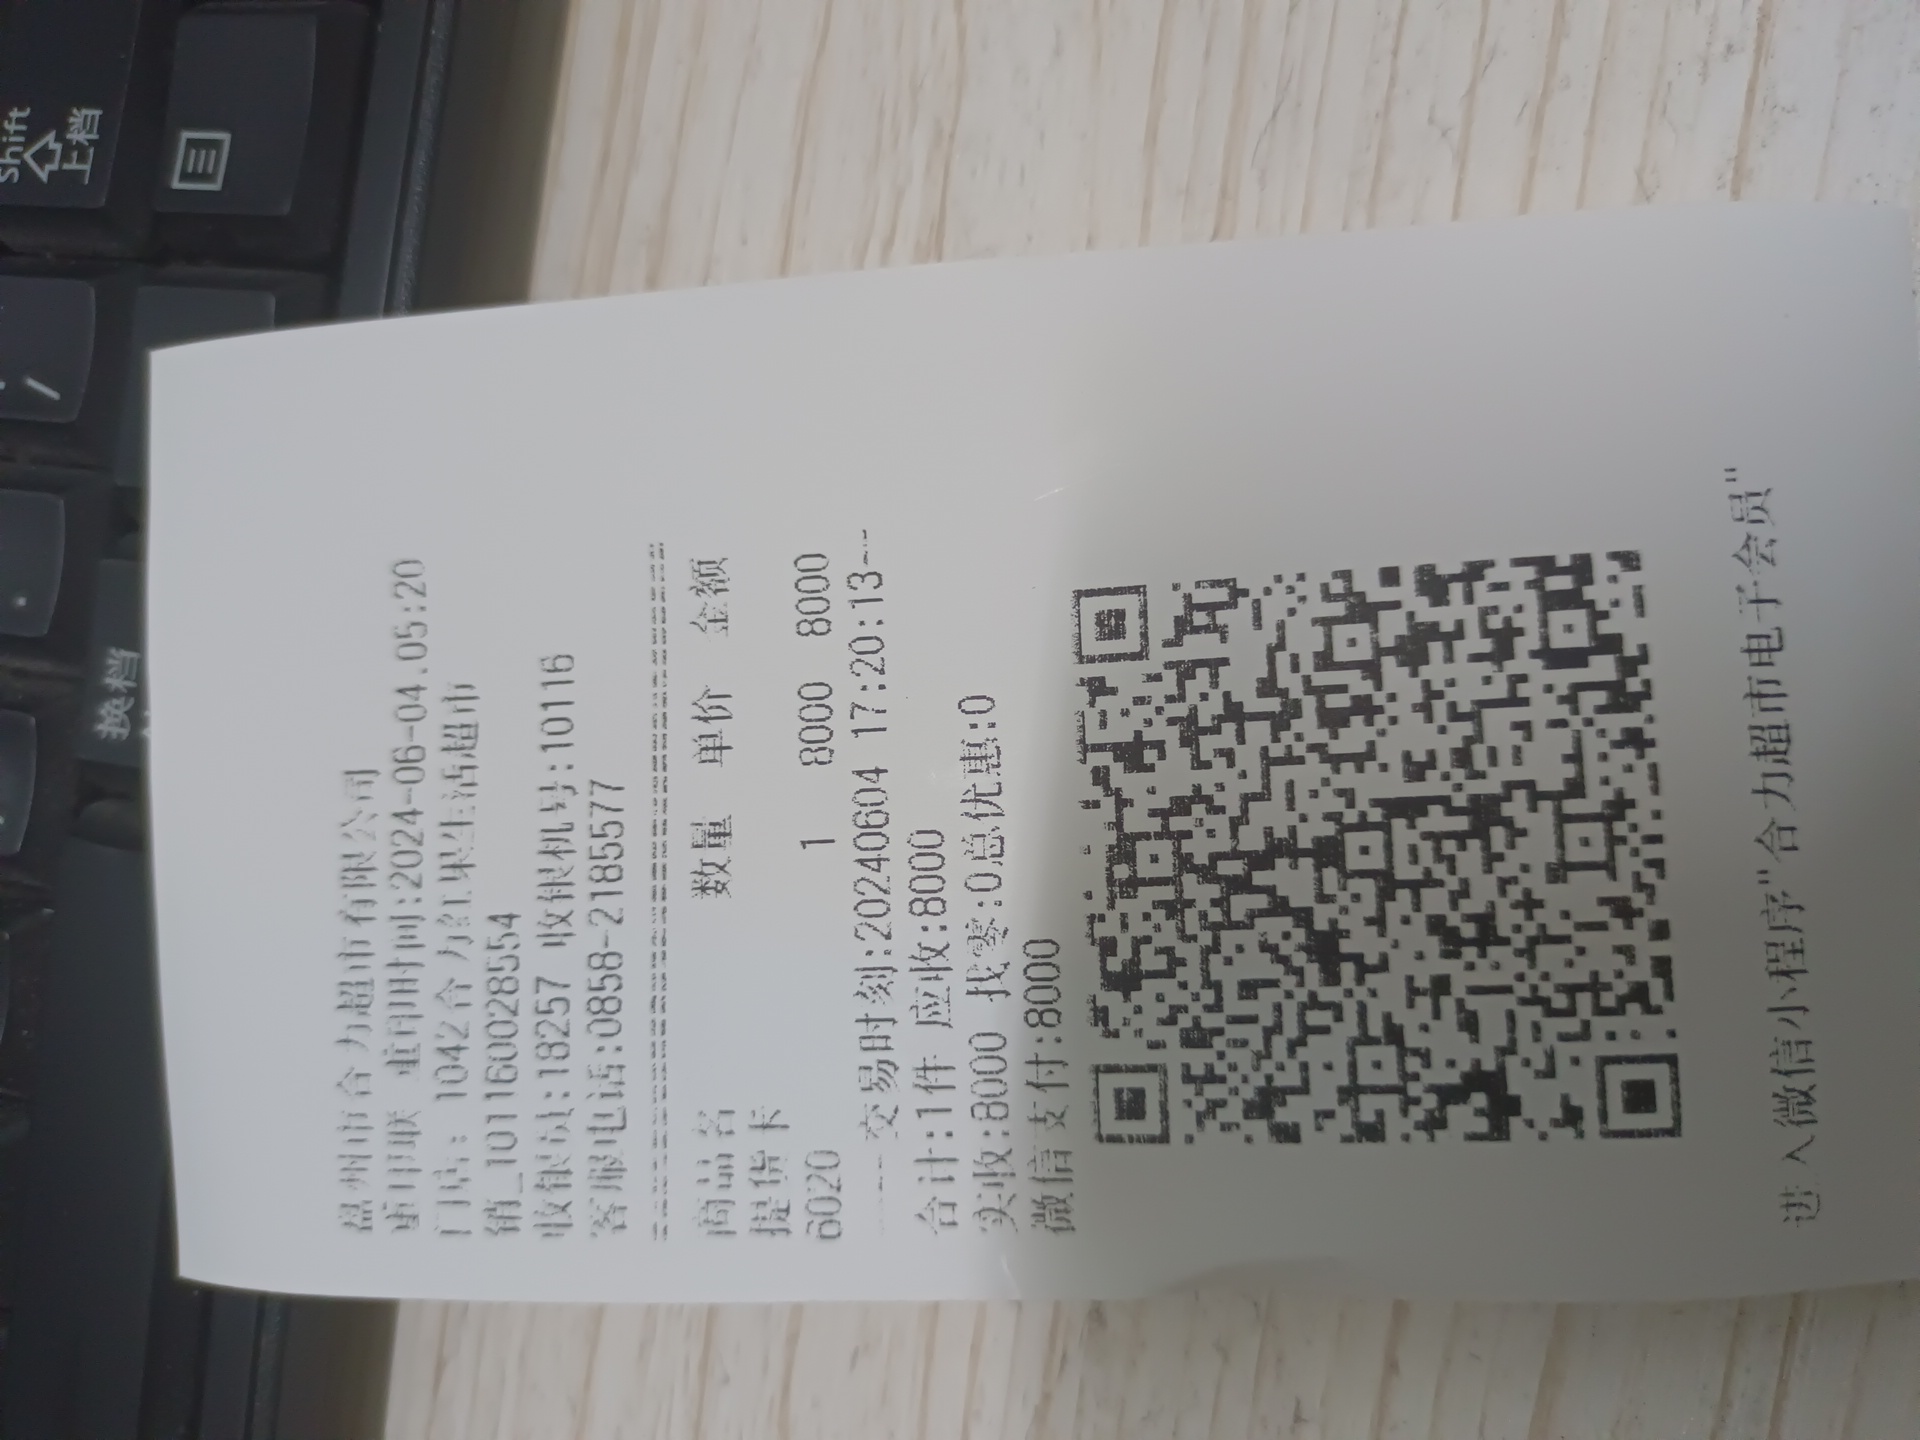 盘州市合力超市有限公司
重印联 重印时间:2024-06-04.05:20
门店: 1042合力红果生活超市
销_1011600285​54
收银员:18257 收银机号:10116
客服电话:0858-2185577
商品名 数量 单价 金额
提货卡
6020 1 8000 8000
----交易时刻:20240604 17:20:13--
合计:1件 应收:8000
实收:8000 找零:0总优惠:0
微信支付:8000
进入微信小程序"合力超市电子会员"
Shift
上档
换档